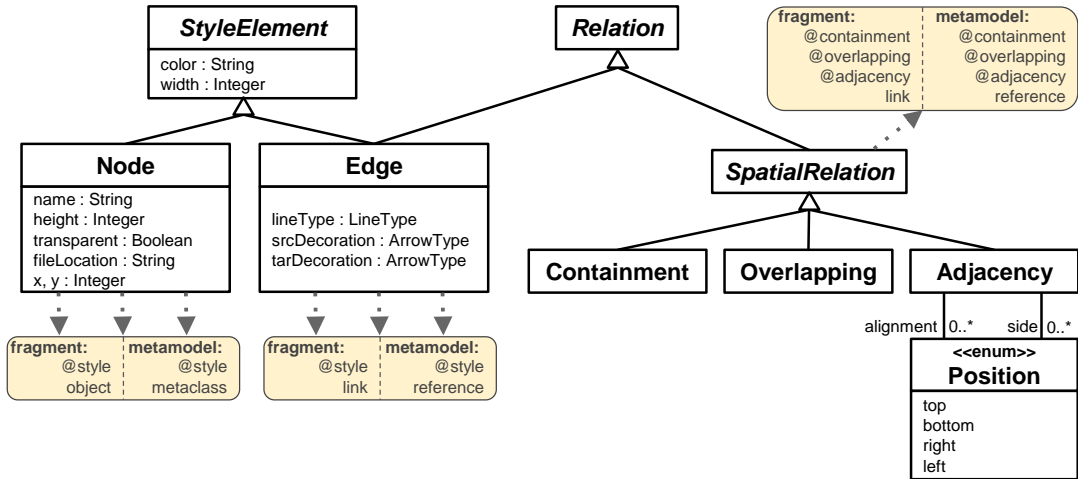 StyleElement
color : String
width : Integer
Relation
fragment:
@containment
@overlapping
@adjacency
link
metamodel:
@containment
@overlapping
@adjacency
reference
Node
name : String
height : Integer
transparent : Boolean
fileLocation : String
x, y : Integer
Edge
lineType : LineType
srcDecoration : ArrowType
tarDecoration : ArrowType
SpatialRelation
Containment
Overlapping
Adjacency
fragment:
@style
object
metamodel:
@style
metaclass
fragment:
@style
link
metamodel:
@style
reference
alignment 0..*
side 0..*
<<enum>>
Position
top
bottom
right
left